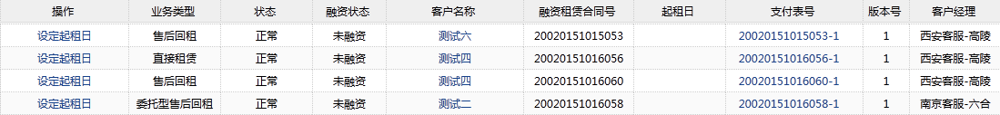 操作 业务类型 状态 融资状态 客户名称 融资租赁合同号 起租日 支付表号 版本号 客户经理
设定起租日 售后回租 正常 未融资 测试六 20020151015053 20020151015053-1 1 西安客服-高陵
设定起租日 直接租赁 正常 未融资 测试四 20020151016056 20020151016056-1 1 西安客服-高陵
设定起租日 售后回租 正常 未融资 测试四 20020151016060 20020151016060-1 1 西安客服-高陵
设定起租日 委托型售后回租 正常 未融资 测试二 20020151016058 20020151016058-1 1 南京客服-六合